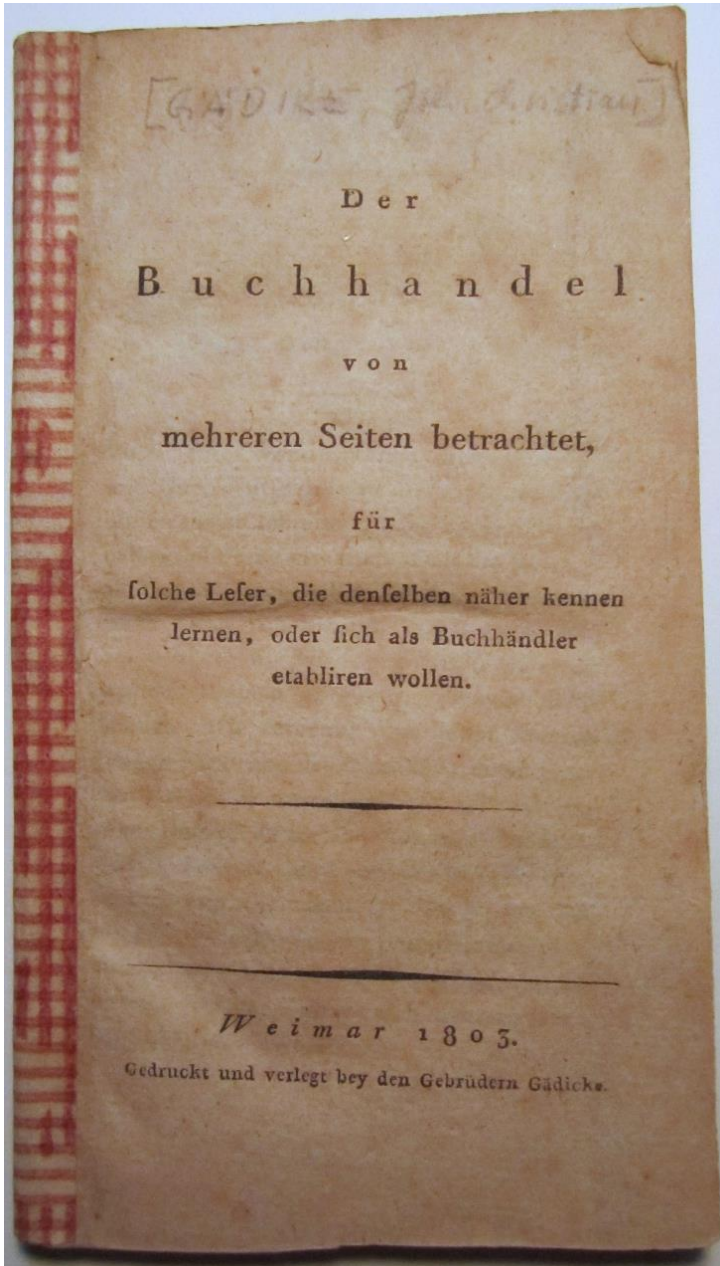 [GÄDIKE, Joh. Christian]
Der
Buchhandel
von
mehreren Seiten betrachtet,
für
ſolche Leſer, die denſelben näher kennen
lernen, oder ſich als Buchhändler
etabliren wollen.
Weimar 1803.
Gedruckt und verlegt bey den Gebrüdern Gädicke.